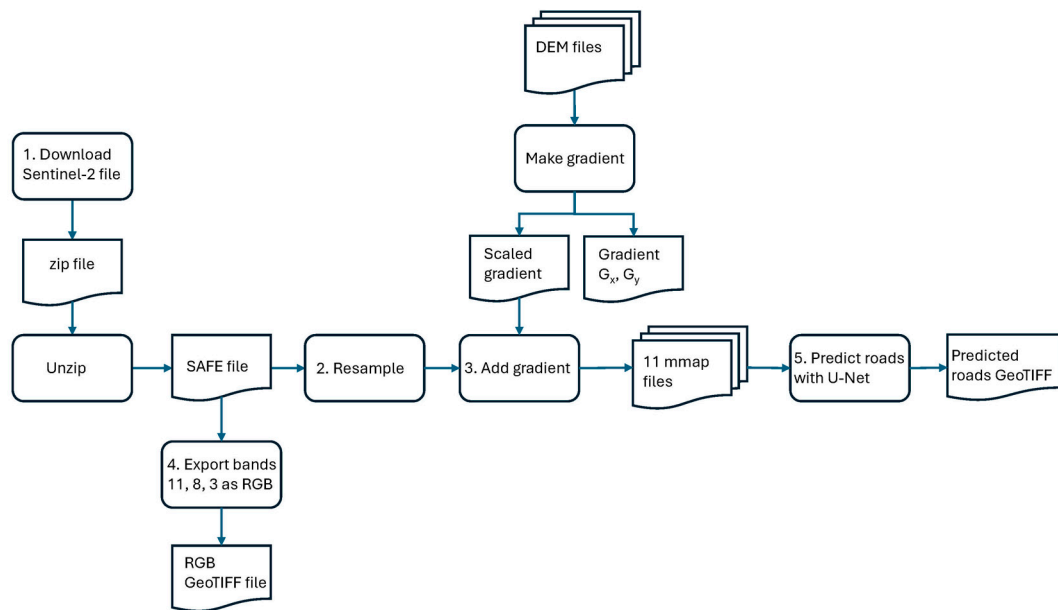 DEM files
Make gradient
1. Download
Sentinel-2 file
zip file
Scaled
gradient
Gradient
Gₓ, Gᵧ
Unzip
SAFE file
2. Resample
3. Add gradient
11 mmap
files
5. Predict roads
with U-Net
Predicted
roads GeoTIFF
4. Export bands
11, 8, 3 as RGB
RGB
GeoTIFF file